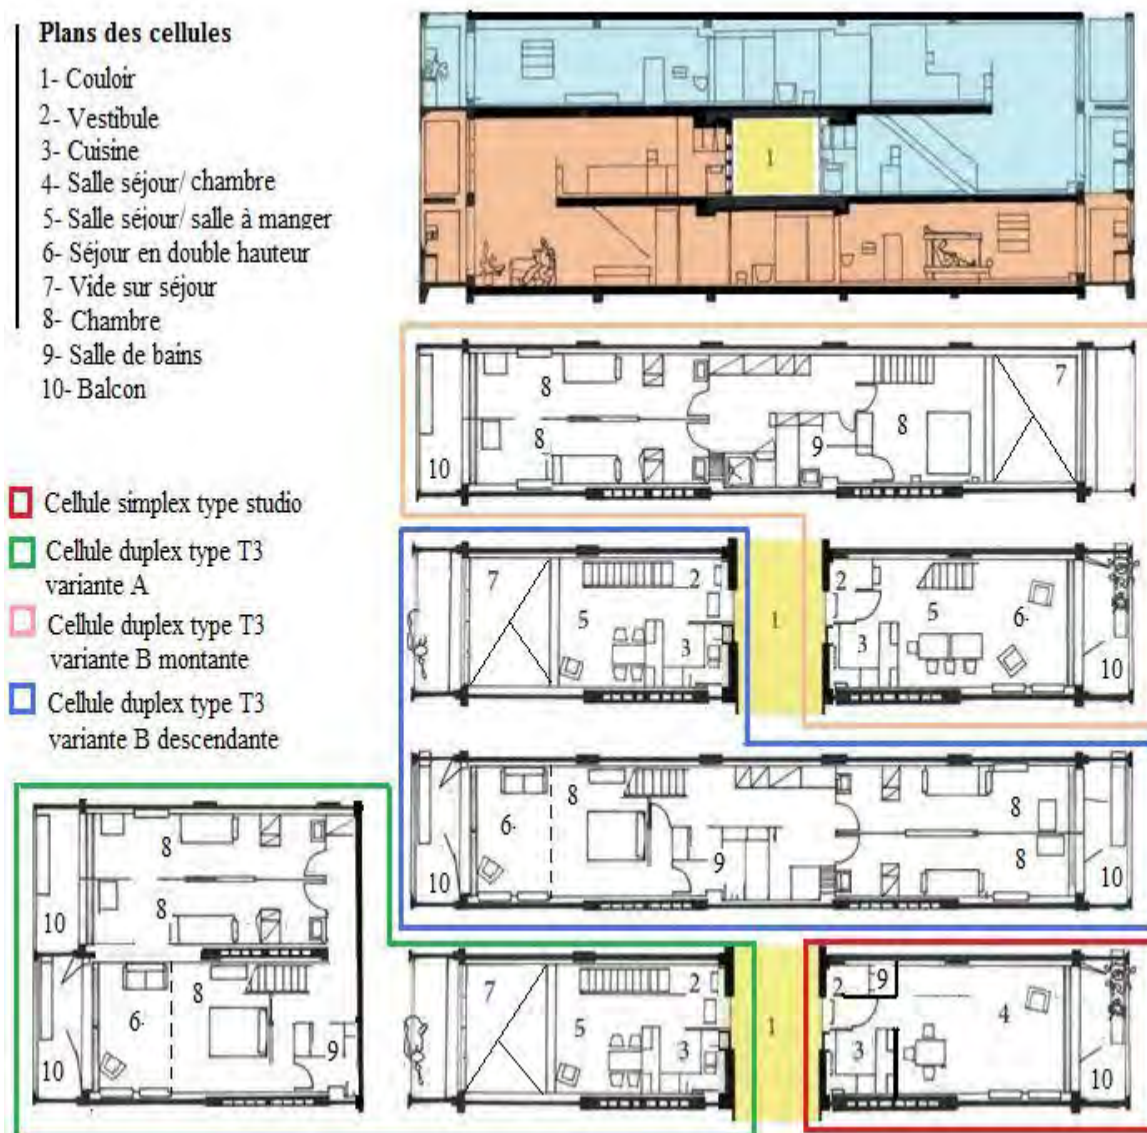 Plans des cellules
1- Couloir
2- Vestibule
3- Cuisine
4- Salle séjour/ chambre
5- Salle séjour/ salle à manger
6- Séjour en double hauteur
7- Vide sur séjour
8- Chambre
9- Salle de bains
10- Balcon
Cellule simplex type studio
Cellule duplex type T3
variante A
Cellule duplex type T3
variante B montante
Cellule duplex type T3
variante B descendante
1
8
7
8
9
8
10
7
2
1
2
5
5
6.
3
3
10
8
8
6.
9
8
10
10
8
8
10
8
6.
9
10
7
2
5
3
1
9
2
4
3
10